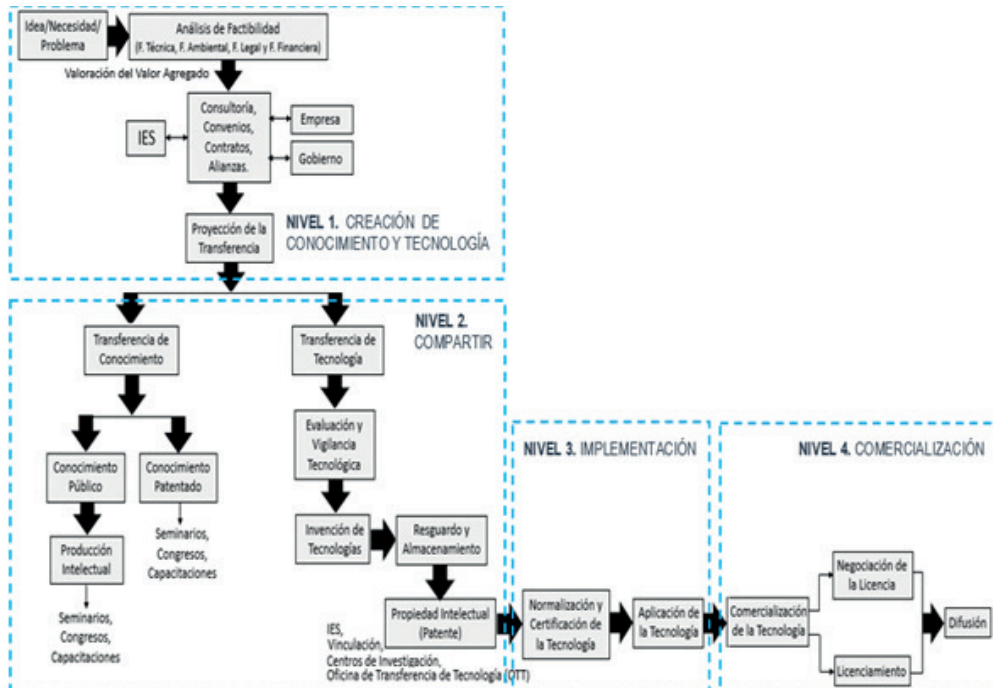 Idea/Necesidad/
Problema
Análisis de Factibilidad
(F. Técnica, F. Ambiental, F. Legal y F. Financiera)
Valoración del Valor Agregado
IES
Consultoría,
Convenios,
Contratos,
Alianzas.
Empresa
Gobierno
Proyección de la
Transferencia
NIVEL 1. CREACIÓN DE
CONOCIMIENTO Y TECNOLOGÍA
NIVEL 2.
COMPARTIR
Transferencia de
Conocimiento
Transferencia de
Tecnología
Conocimiento
Público
Conocimiento
Patentado
Seminarios,
Congresos,
Capacitaciones
Producción
Intelectual
Seminarios,
Congresos,
Capacitaciones
Evaluación y
Vigilancia
Tecnológica
Invención de
Tecnologías
Resguardo y
Almacenamiento
Propiedad Intelectual
(Patente)
IES,
Vinculación,
Centros de Investigación,
Oficina de Transferencia de Tecnología (OTT)
NIVEL 3. IMPLEMENTACIÓN
Normalización y
Certificación de
la Tecnología
Aplicación de
la Tecnología
NIVEL 4. COMERCIALIZACIÓN
Comercialización
de la Tecnología
Negociación de
la Licencia
Licenciamiento
Difusión